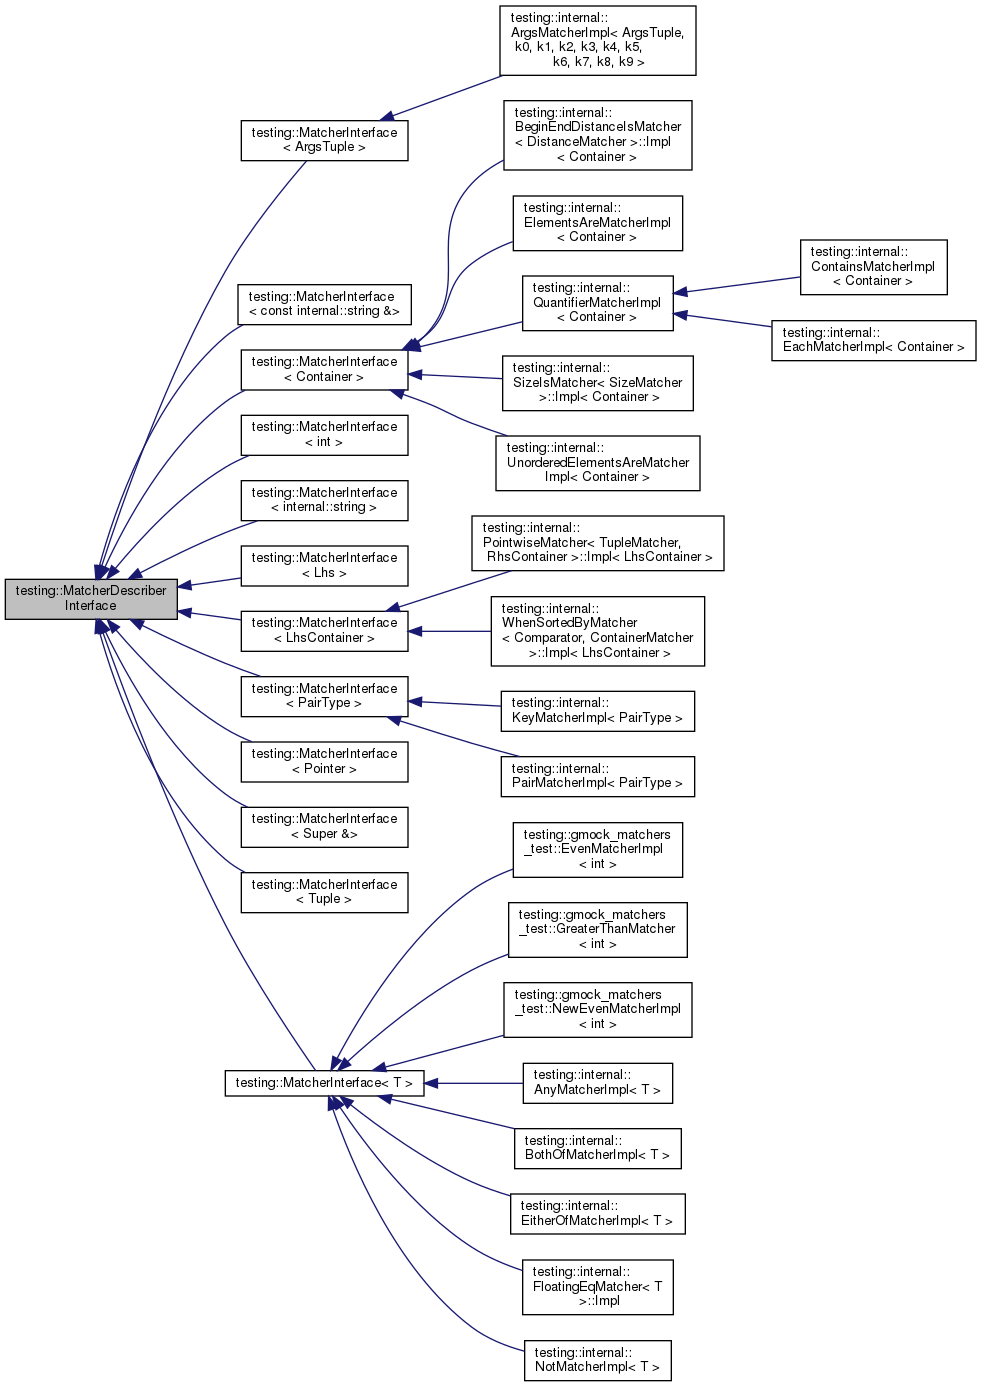 testing::internal::
ArgsMatcherImpl< ArgsTuple,
k0, k1, k2, k3, k4, k5,
k6, k7, k8, k9 >
testing::MatcherInterface
< ArgsTuple >
testing::internal::
BeginEndDistanceIsMatcher
< DistanceMatcher >::Impl
< Container >
testing::internal::
ElementsAreMatcherImpl
< Container >
testing::internal::
ContainsMatcherImpl
< Container >
testing::MatcherInterface
< const internal::string &>
testing::internal::
QuantifierMatcherImpl
< Container >
testing::internal::
EachMatcherImpl< Container >
testing::MatcherInterface
< Container >
testing::internal::
SizeIsMatcher< SizeMatcher
>::Impl< Container >
testing::MatcherInterface
< int >
testing::internal::
UnorderedElementsAreMatcher
Impl< Container >
testing::MatcherInterface
< internal::string >
testing::internal::
PointwiseMatcher< TupleMatcher,
RhsContainer >::Impl< LhsContainer >
testing::MatcherInterface
< Lhs >
testing::MatcherDescriber
Interface
testing::MatcherInterface
< LhsContainer >
testing::internal::
WhenSortedByMatcher
< Comparator, ContainerMatcher
>::Impl< LhsContainer >
testing::MatcherInterface
< PairType >
testing::internal::
KeyMatcherImpl< PairType >
testing::MatcherInterface
< Pointer >
testing::internal::
PairMatcherImpl< PairType >
testing::MatcherInterface
< Super &>
testing::gmock_matchers
_test::EvenMatcherImpl
< int >
testing::MatcherInterface
< Tuple >
testing::gmock_matchers
_test::GreaterThanMatcher
< int >
testing::gmock_matchers
_test::NewEvenMatcherImpl
< int >
testing::MatcherInterface< T >
testing::internal::
AnyMatcherImpl< T >
testing::internal::
BothOfMatcherImpl< T >
testing::internal::
EitherOfMatcherImpl< T >
testing::internal::
FloatingEqMatcher< T
>::Impl
testing::internal::
NotMatcherImpl< T >